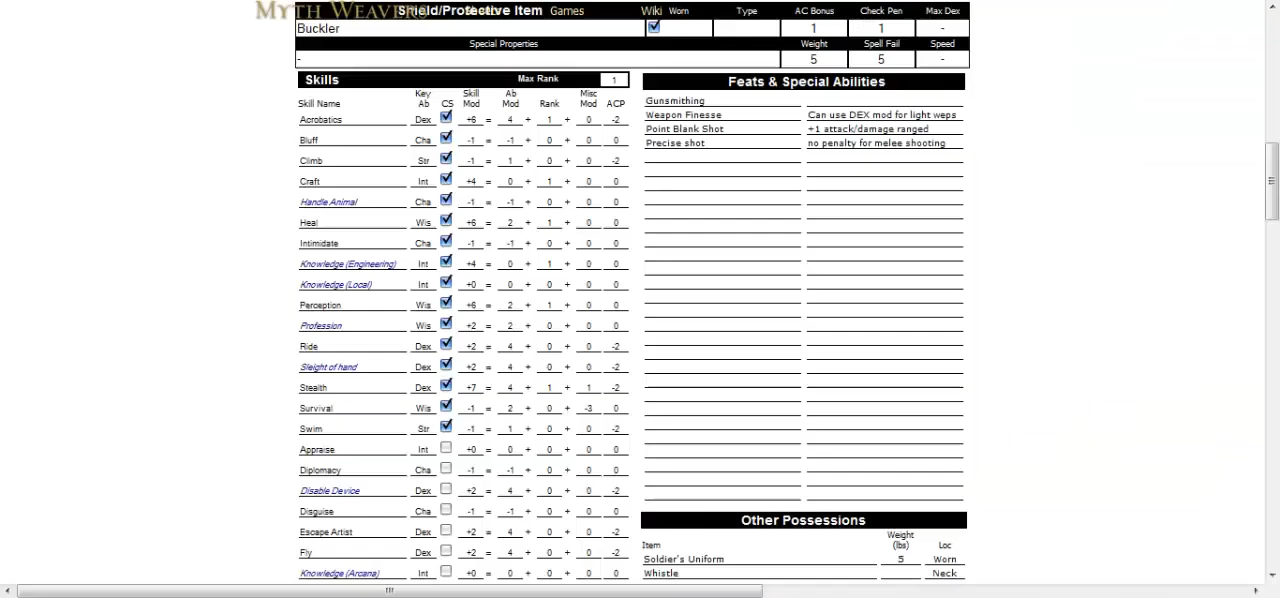 MYTH WEAVERS Sheets Games Wiki
Shield/Protective Item Worn Type AC Bonus Check Pen Max Dex
Buckler 1 1 -
Special Properties Weight Spell Fail Speed
- 5 5 -
Skills Max Rank 1
Skill Name Key Ab CS Skill Mod Ab Mod Rank Misc Mod ACP
Acrobatics Dex +6 = 4 + 1 + 0 -2
Bluff Cha -1 = -1 + 0 + 0 0
Climb Str -1 = 1 + 0 + 0 -2
Craft Int +4 = 0 + 1 + 0 0
Handle Animal Cha -1 = -1 + 0 + 0 0
Heal Wis +6 = 2 + 1 + 0 0
Intimidate Cha -1 = -1 + 0 + 0 0
Knowledge (Engineering) Int +4 = 0 + 1 + 0 0
Knowledge (Local) Int +0 = 0 + 0 + 0 0
Perception Wis +6 = 2 + 1 + 0 0
Profession Wis +2 = 2 + 0 + 0 0
Ride Dex +2 = 4 + 0 + 0 -2
Sleight of hand Dex +2 = 4 + 0 + 0 -2
Stealth Dex +7 = 4 + 1 + 1 -2
Survival Wis -1 = 2 + 0 + -3 0
Swim Str -1 = 1 + 0 + 0 -2
Appraise Int +0 = 0 + 0 + 0 0
Diplomacy Cha -1 = -1 + 0 + 0 0
Disable Device Dex +2 = 4 + 0 + 0 -2
Disguise Cha -1 = -1 + 0 + 0 0
Escape Artist Dex +2 = 4 + 0 + 0 -2
Fly Dex +2 = 4 + 0 + 0 -2
Knowledge (Arcana) Int +0 = 0 + 0 + 0 0
Feats & Special Abilities
Gunsmithing
Weapon Finesse Can use DEX mod for light weps
Point Blank Shot +1 attack/damage ranged
Precise shot no penalty for melee shooting
Other Possessions
Item Weight (lbs) Loc
Soldier's Uniform 5 Worn
Whistle Neck